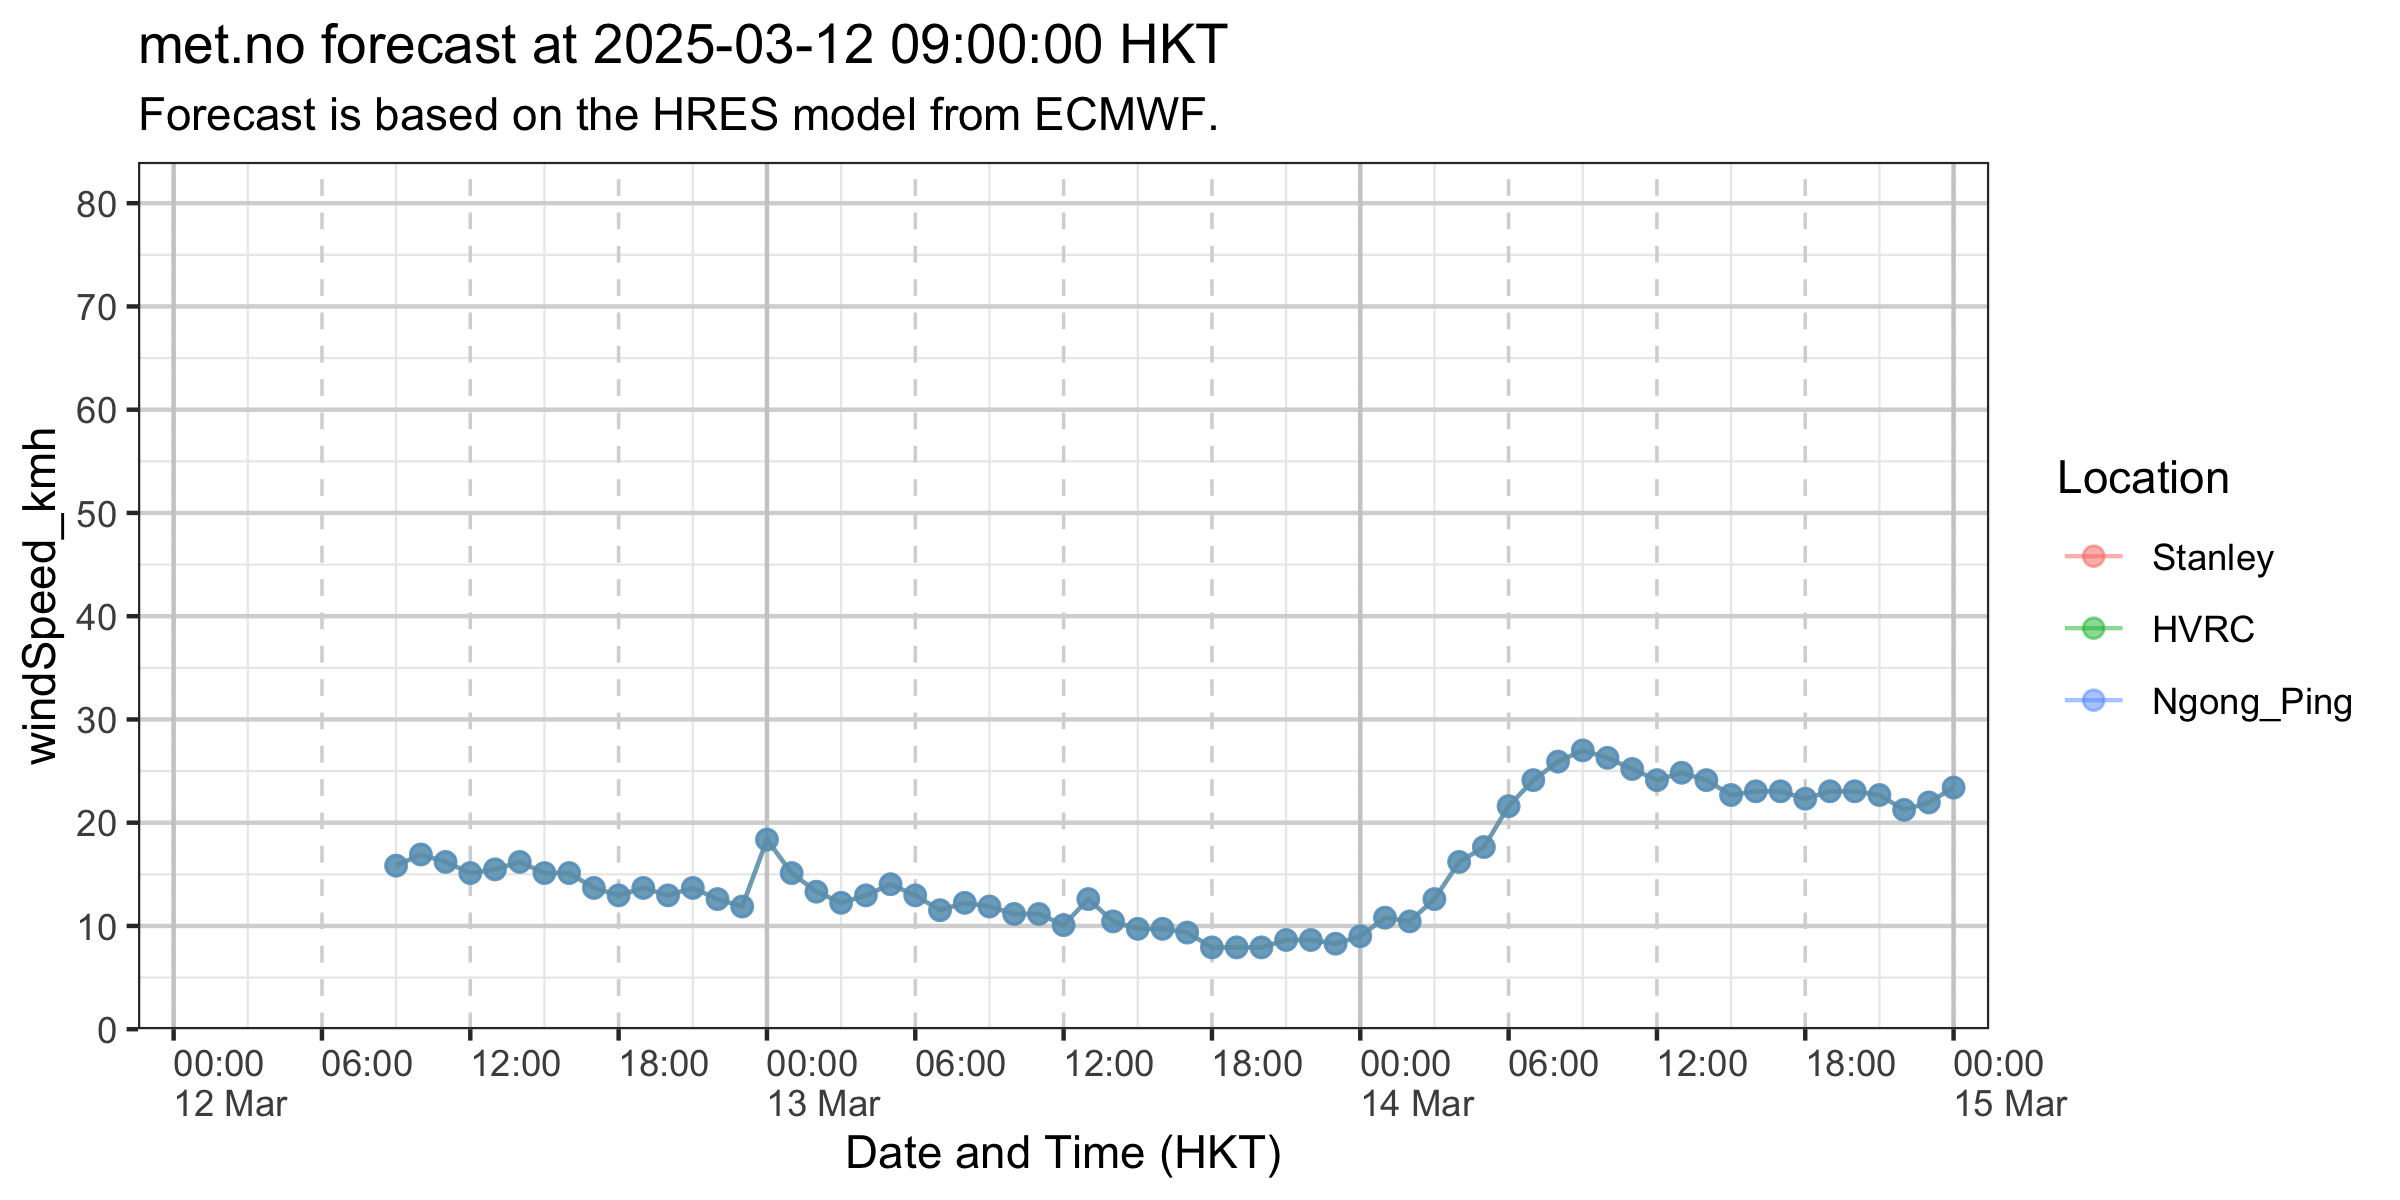 met.no forecast at 2025-03-12 09:00:00 HKT
Forecast is based on the HRES model from ECMWF.
windSpeed_kmh
80
70
60
50
40
30
20
10
0
00:00 06:00 12:00 18:00 00:00 06:00 12:00 18:00 00:00 06:00 12:00 18:00 00:00
12 Mar 13 Mar 14 Mar 15 Mar
Date and Time (HKT)
Location
Stanley
HVRC
Ngong_Ping